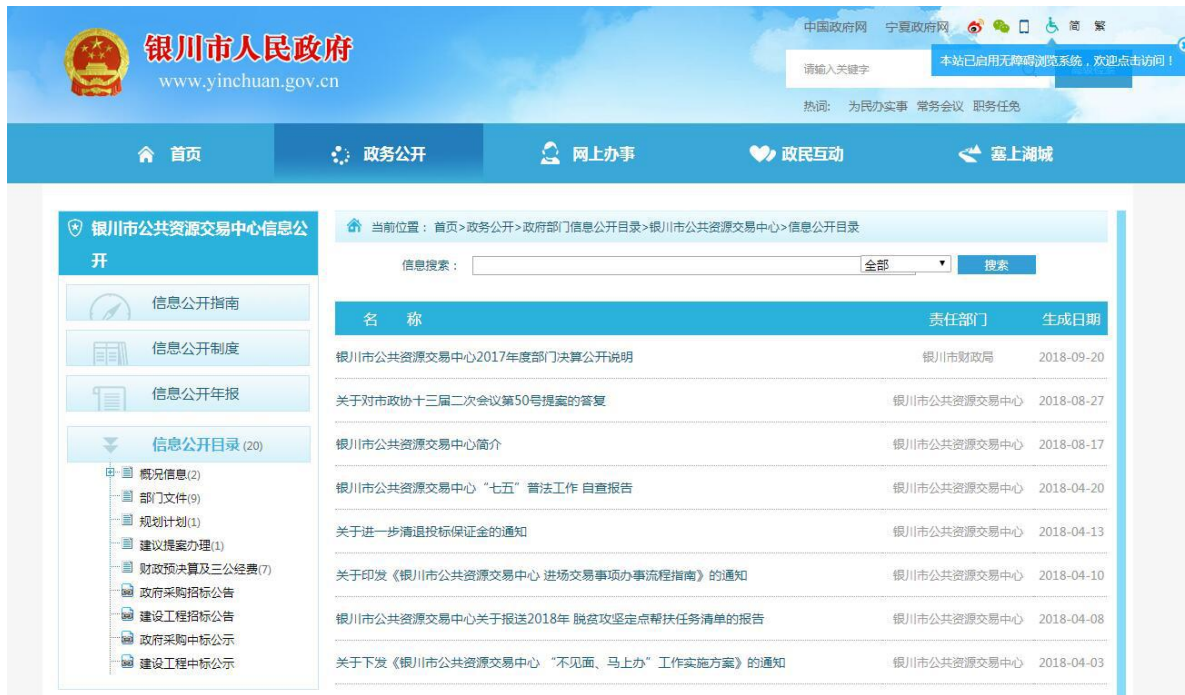 中国政府网 宁夏政府网 简 繁
银川市人民政府
www.yinchuan.gov.cn
请输入关键字
本站已启用无障碍浏览系统，欢迎点击访问！
热词: 为民办实事 常务会议 职务任免
首页 政务公开 网上办事 政民互动 塞上湖城
银川市公共资源交易中心信息公
开
信息公开指南
信息公开制度
信息公开年报
信息公开目录 (20)
概况信息(2)
部门文件(9)
规划计划(1)
建议提案办理(1)
财政预决算及三公经费(7)
政府采购招标公告
建设工程招标公告
政府采购中标公示
建设工程中标公示
当前位置： 首页>政务公开>政府部门信息公开目录>银川市公共资源交易中心>信息公开目录
信息搜索： 全部 搜索
名 称 责任部门 生成日期
银川市公共资源交易中心2017年度部门决算公开说明 银川市财政局 2018-09-20
关于对市政协十三届二次会议第50号提案的答复 银川市公共资源交易中心 2018-08-27
银川市公共资源交易中心简介 银川市公共资源交易中心 2018-08-17
银川市公共资源交易中心“七五”普法工作 自查报告 银川市公共资源交易中心 2018-04-20
关于进一步清退投标保证金的通知 银川市公共资源交易中心 2018-04-13
关于印发《银川市公共资源交易中心 进场交易事项办事流程指南》的通知 银川市公共资源交易中心 2018-04-10
银川市公共资源交易中心关于报送2018年 脱贫攻坚定点帮扶任务清单的报告 银川市公共资源交易中心 2018-04-08
关于下发《银川市公共资源交易中心 “不见面、马上办”工作实施方案》的通知 银川市公共资源交易中心 2018-04-03